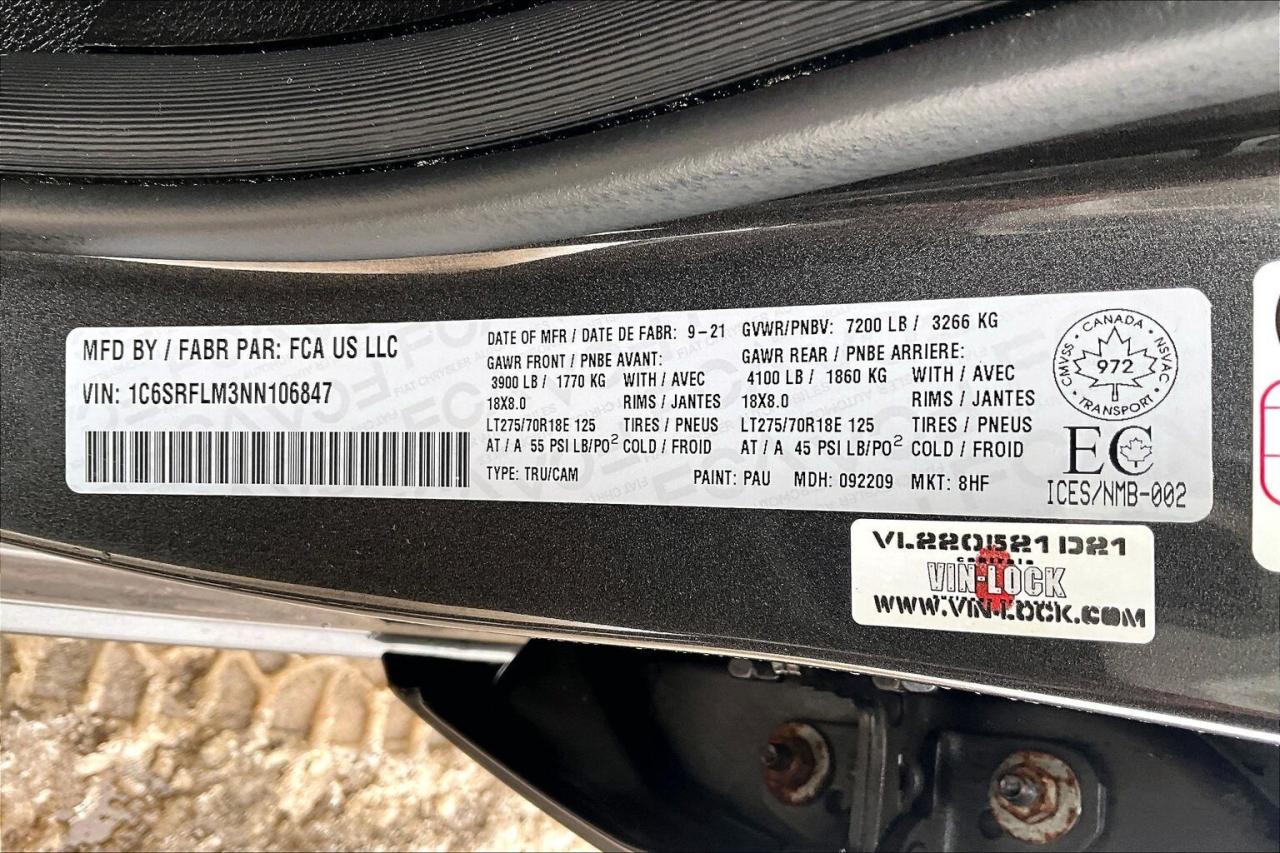 MFD BY / FABR PAR: FCA US LLC
VIN: 1C6SRFLM3NN106847
DATE OF MFR / DATE DE FABR: 9-21 GVWR/PNBV: 7200 LB / 3266 KG
GAWR FRONT / PNBE AVANT: GAWR REAR / PNBE ARRIERE:
3900 LB / 1770 KG WITH / AVEC 4100 LB / 1860 KG WITH / AVEC
18X8.0 RIMS / JANTES 18X8.0 RIMS / JANTES
LT275/70R18E 125 TIRES / PNEUS LT275/70R18E 125 TIRES / PNEUS
AT / A 55 PSI LB/PO² COLD / FROID AT / A 45 PSI LB/PO² COLD / FROID
TYPE: TRU/CAM PAINT: PAU MDH: 092209 MKT: 8HF
CANADA
CMVSS 972 NSVAC
TRANSPORT
EC
ICES/NMB-002
VL220521D21
VIN-LOCK
WWW.VIN-LOCK.COM